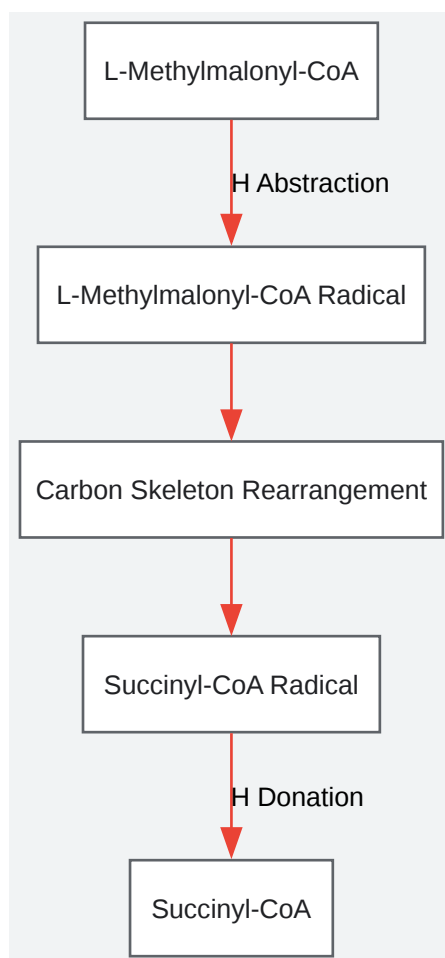 L-Methylmalonyl-CoA
H Abstraction
L-Methylmalonyl-CoA Radical
Carbon Skeleton Rearrangement
Succinyl-CoA Radical
H Donation
Succinyl-CoA